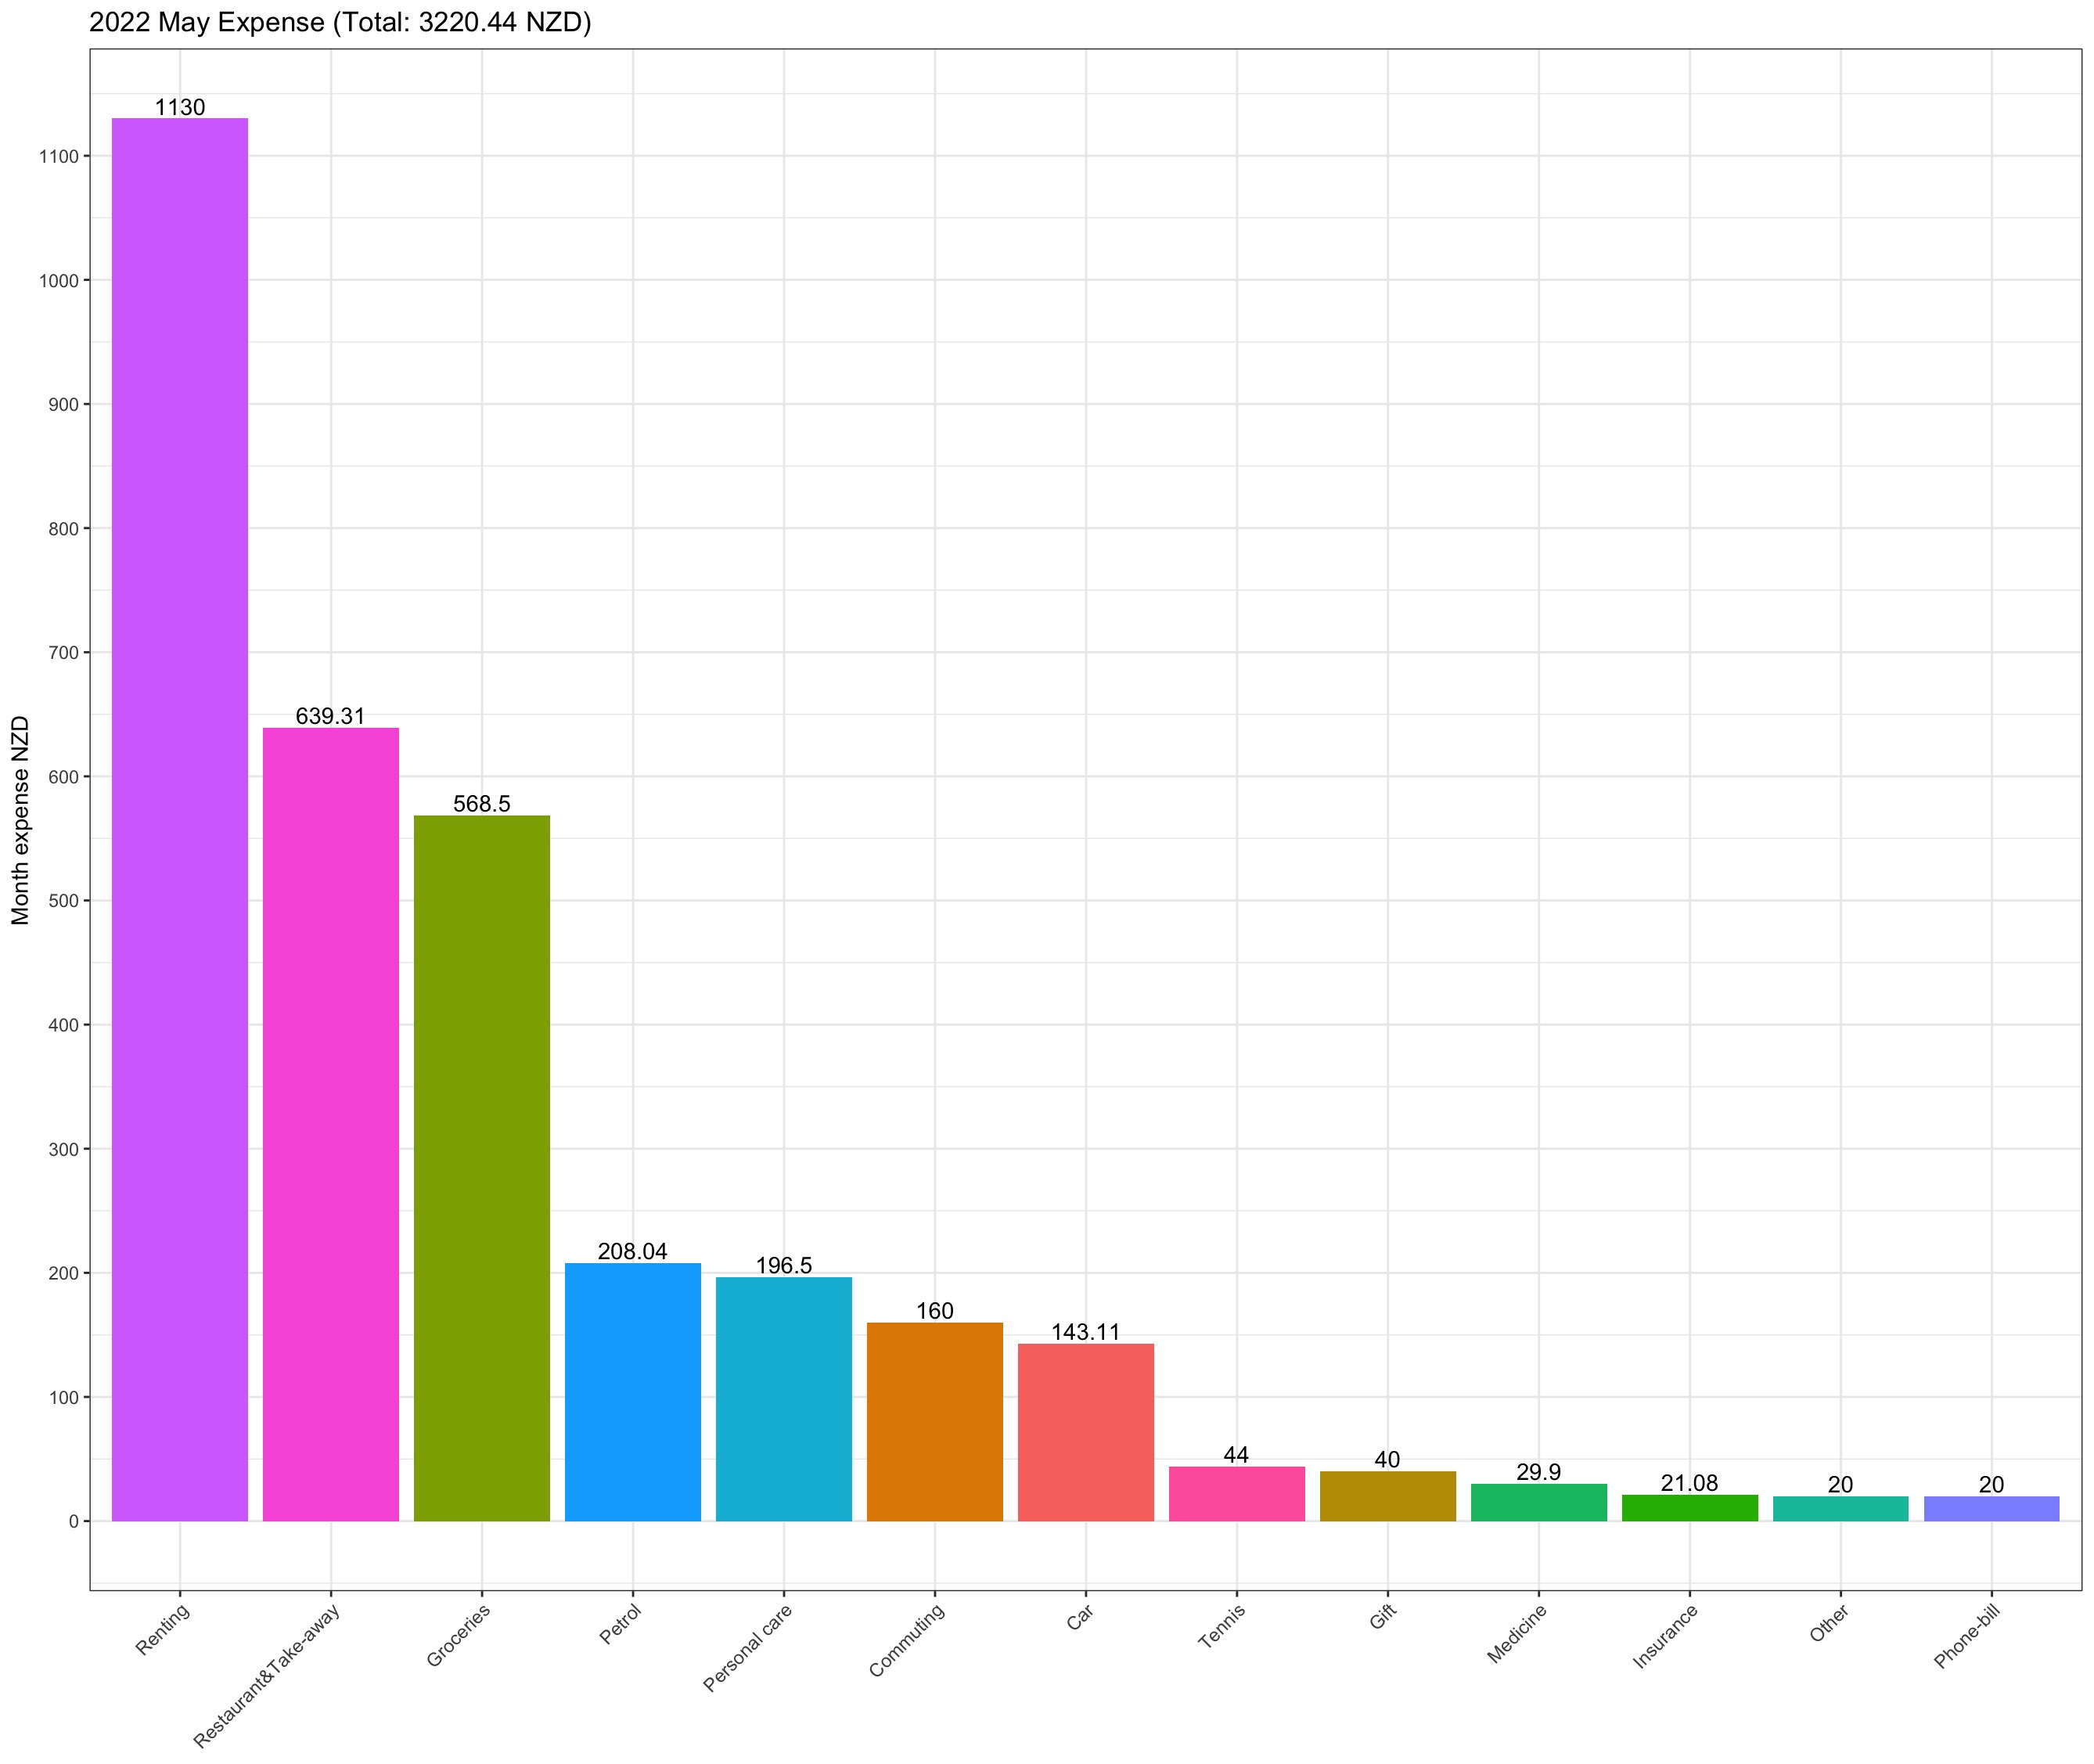 2022 May Expense (Total: 3220.44 NZD)
Month expense NZD
1100
1000
900
800
700
600
500
400
300
200
100
0
1130
639.31
568.5
208.04
196.5
160
143.11
44
40
29.9
21.08
20
20
Renting
Restaurant&Take-away
Groceries
Petrol
Personal care
Commuting
Car
Tennis
Gift
Medicine
Insurance
Other
Phone-bill